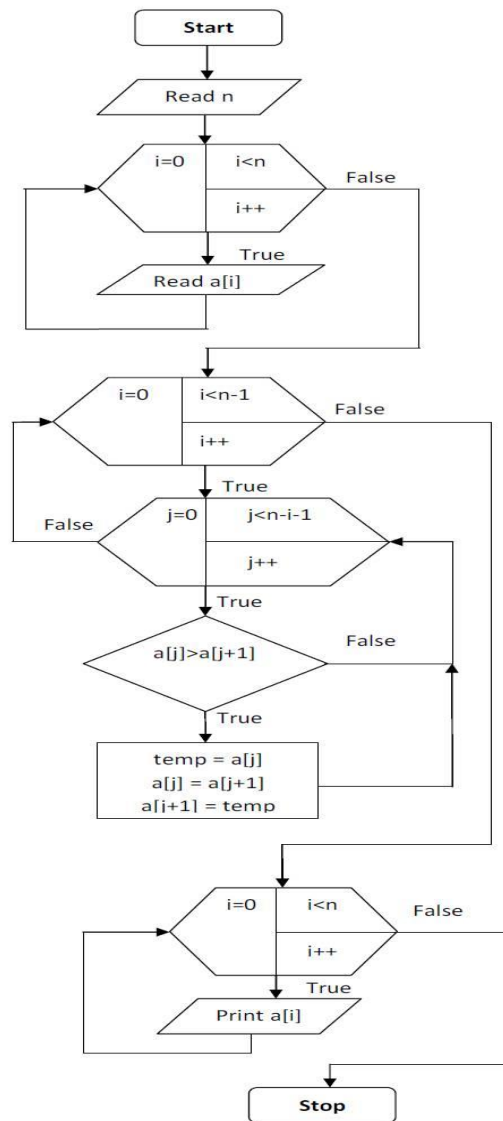 Start
Read n
i=0
i<n
i++
False
True
Read a[i]
i=0
i<n-1
i++
False
True
False
j=0
j<n-i-1
j++
True
a[j]>a[j+1]
False
True
temp = a[j]
a[j] = a[j+1]
a[j+1] = temp
i=0
i<n
i++
False
True
Print a[i]
Stop